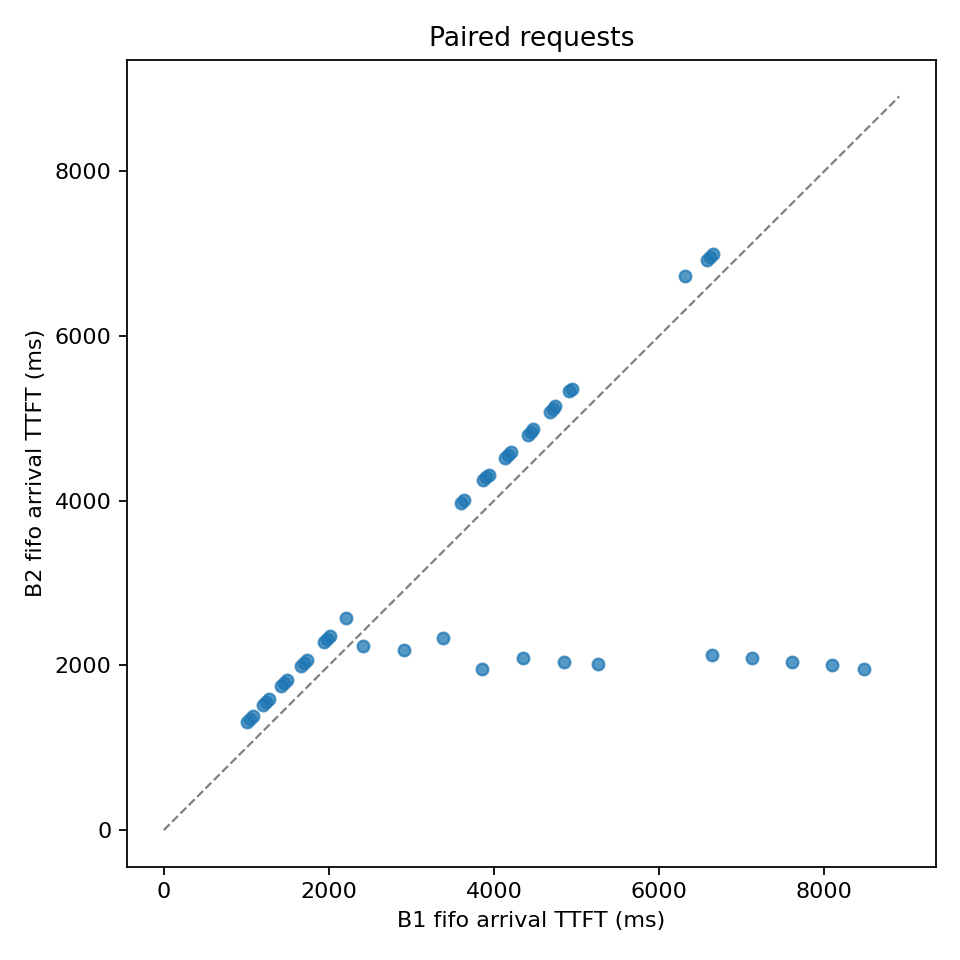 Paired requests
8000
6000
4000
2000
0
B2 fifo arrival TTFT (ms)
0 2000 4000 6000 8000
B1 fifo arrival TTFT (ms)